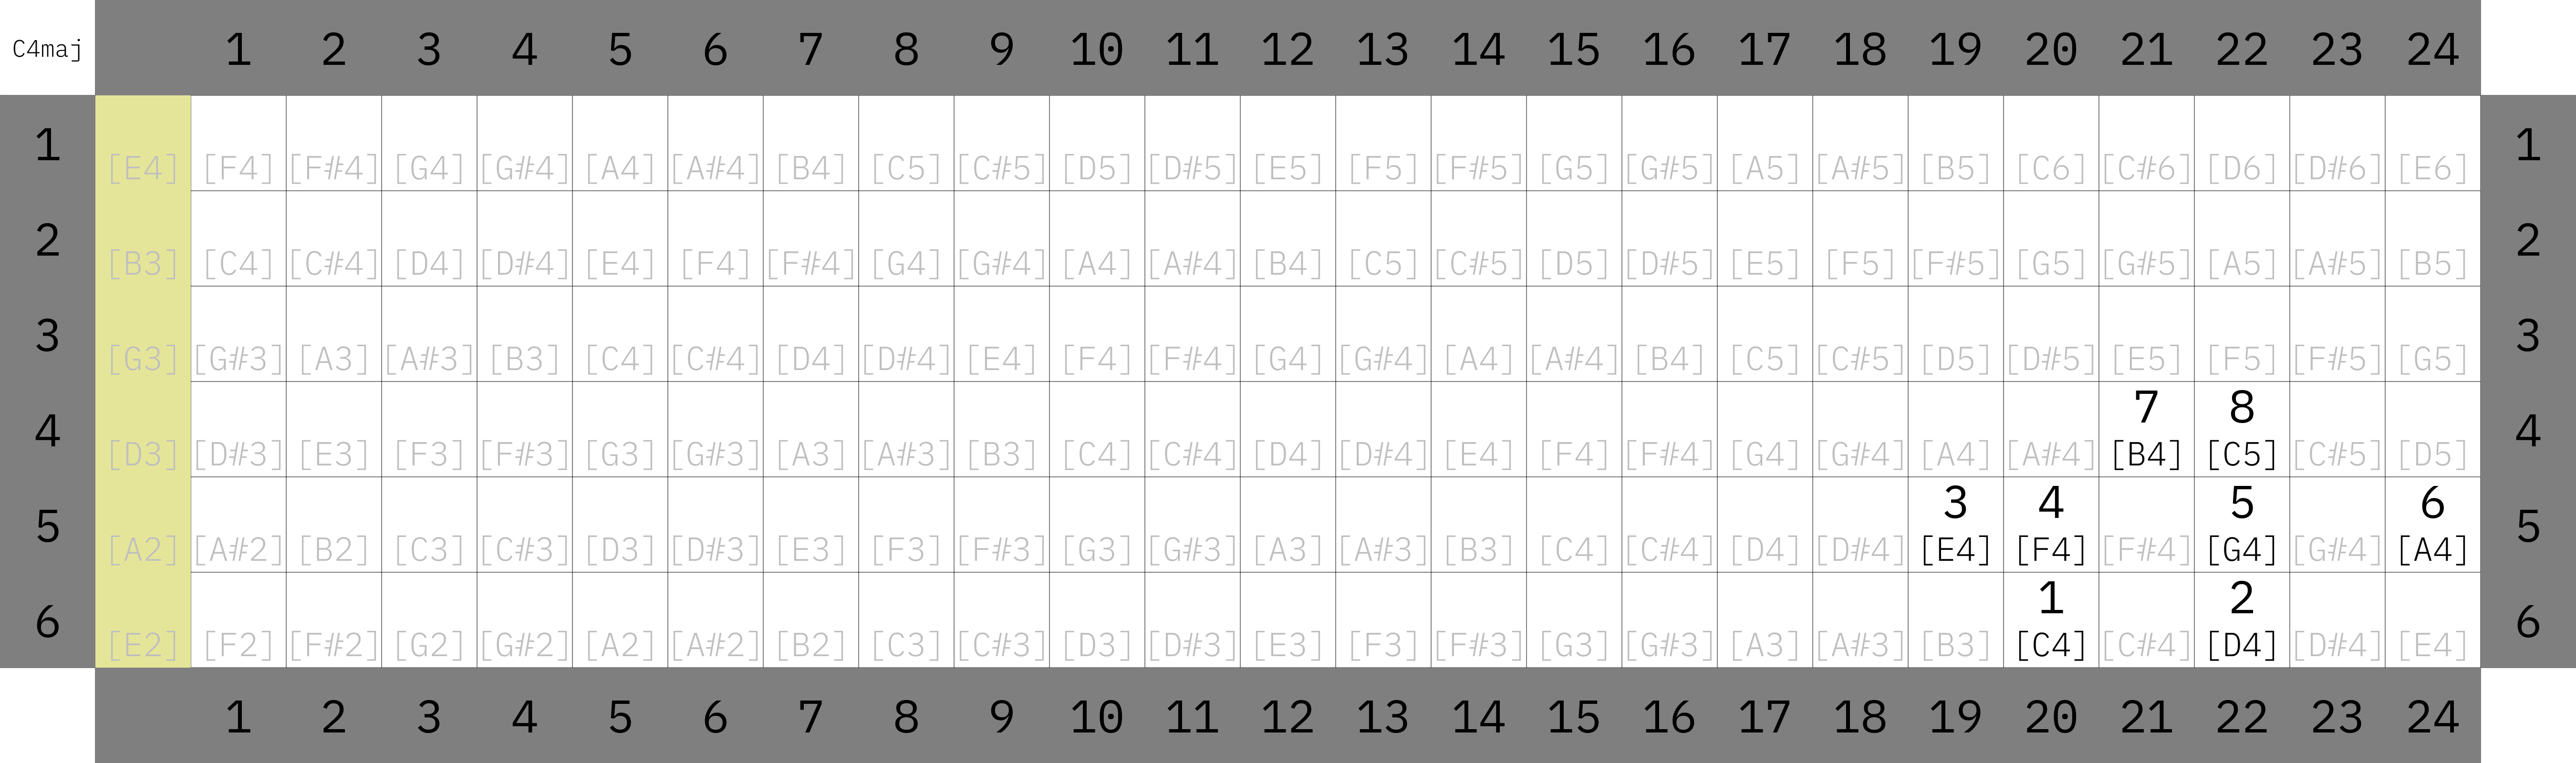 C4maj 1 2 3 4 5 6 7 8 9 10 11 12 13 14 15 16 17 18 19 20 21 22 23 24
1 [E4] [F4] [F#4] [G4] [G#4] [A4] [A#4] [B4] [C5] [C#5] [D5] [D#5] [E5] [F5] [F#5] [G5] [G#5] [A5] [A#5] [B5] [C6] [C#6] [D6] [D#6] [E6] 1
2 [B3] [C4] [C#4] [D4] [D#4] [E4] [F4] [F#4] [G4] [G#4] [A4] [A#4] [B4] [C5] [C#5] [D5] [D#5] [E5] [F5] [F#5] [G5] [G#5] [A5] [A#5] [B5] 2
3 [G3] [G#3] [A3] [A#3] [B3] [C4] [C#4] [D4] [D#4] [E4] [F4] [F#4] [G4] [G#4] [A4] [A#4] [B4] [C5] [C#5] [D5] [D#5] [E5] [F5] [F#5] [G5] 3
7 8
4 [D3] [D#3] [E3] [F3] [F#3] [G3] [G#3] [A3] [A#3] [B3] [C4] [C#4] [D4] [D#4] [E4] [F4] [F#4] [G4] [G#4] [A4] [A#4] [B4] [C5] [C#5] [D5] 4
3 4 5 6
5 [A2] [A#2] [B2] [C3] [C#3] [D3] [D#3] [E3] [F3] [F#3] [G3] [G#3] [A3] [A#3] [B3] [C4] [C#4] [D4] [D#4] [E4] [F4] [F#4] [G4] [G#4] [A4] 5
1 2
6 [E2] [F2] [F#2] [G2] [G#2] [A2] [A#2] [B2] [C3] [C#3] [D3] [D#3] [E3] [F3] [F#3] [G3] [G#3] [A3] [A#3] [B3] [C4] [C#4] [D4] [D#4] [E4] 6
1 2 3 4 5 6 7 8 9 10 11 12 13 14 15 16 17 18 19 20 21 22 23 24